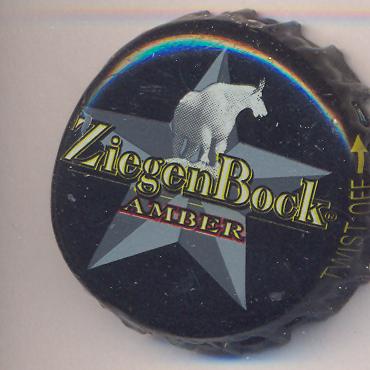 ZiegenBock®
AMBER
TWIST OFF